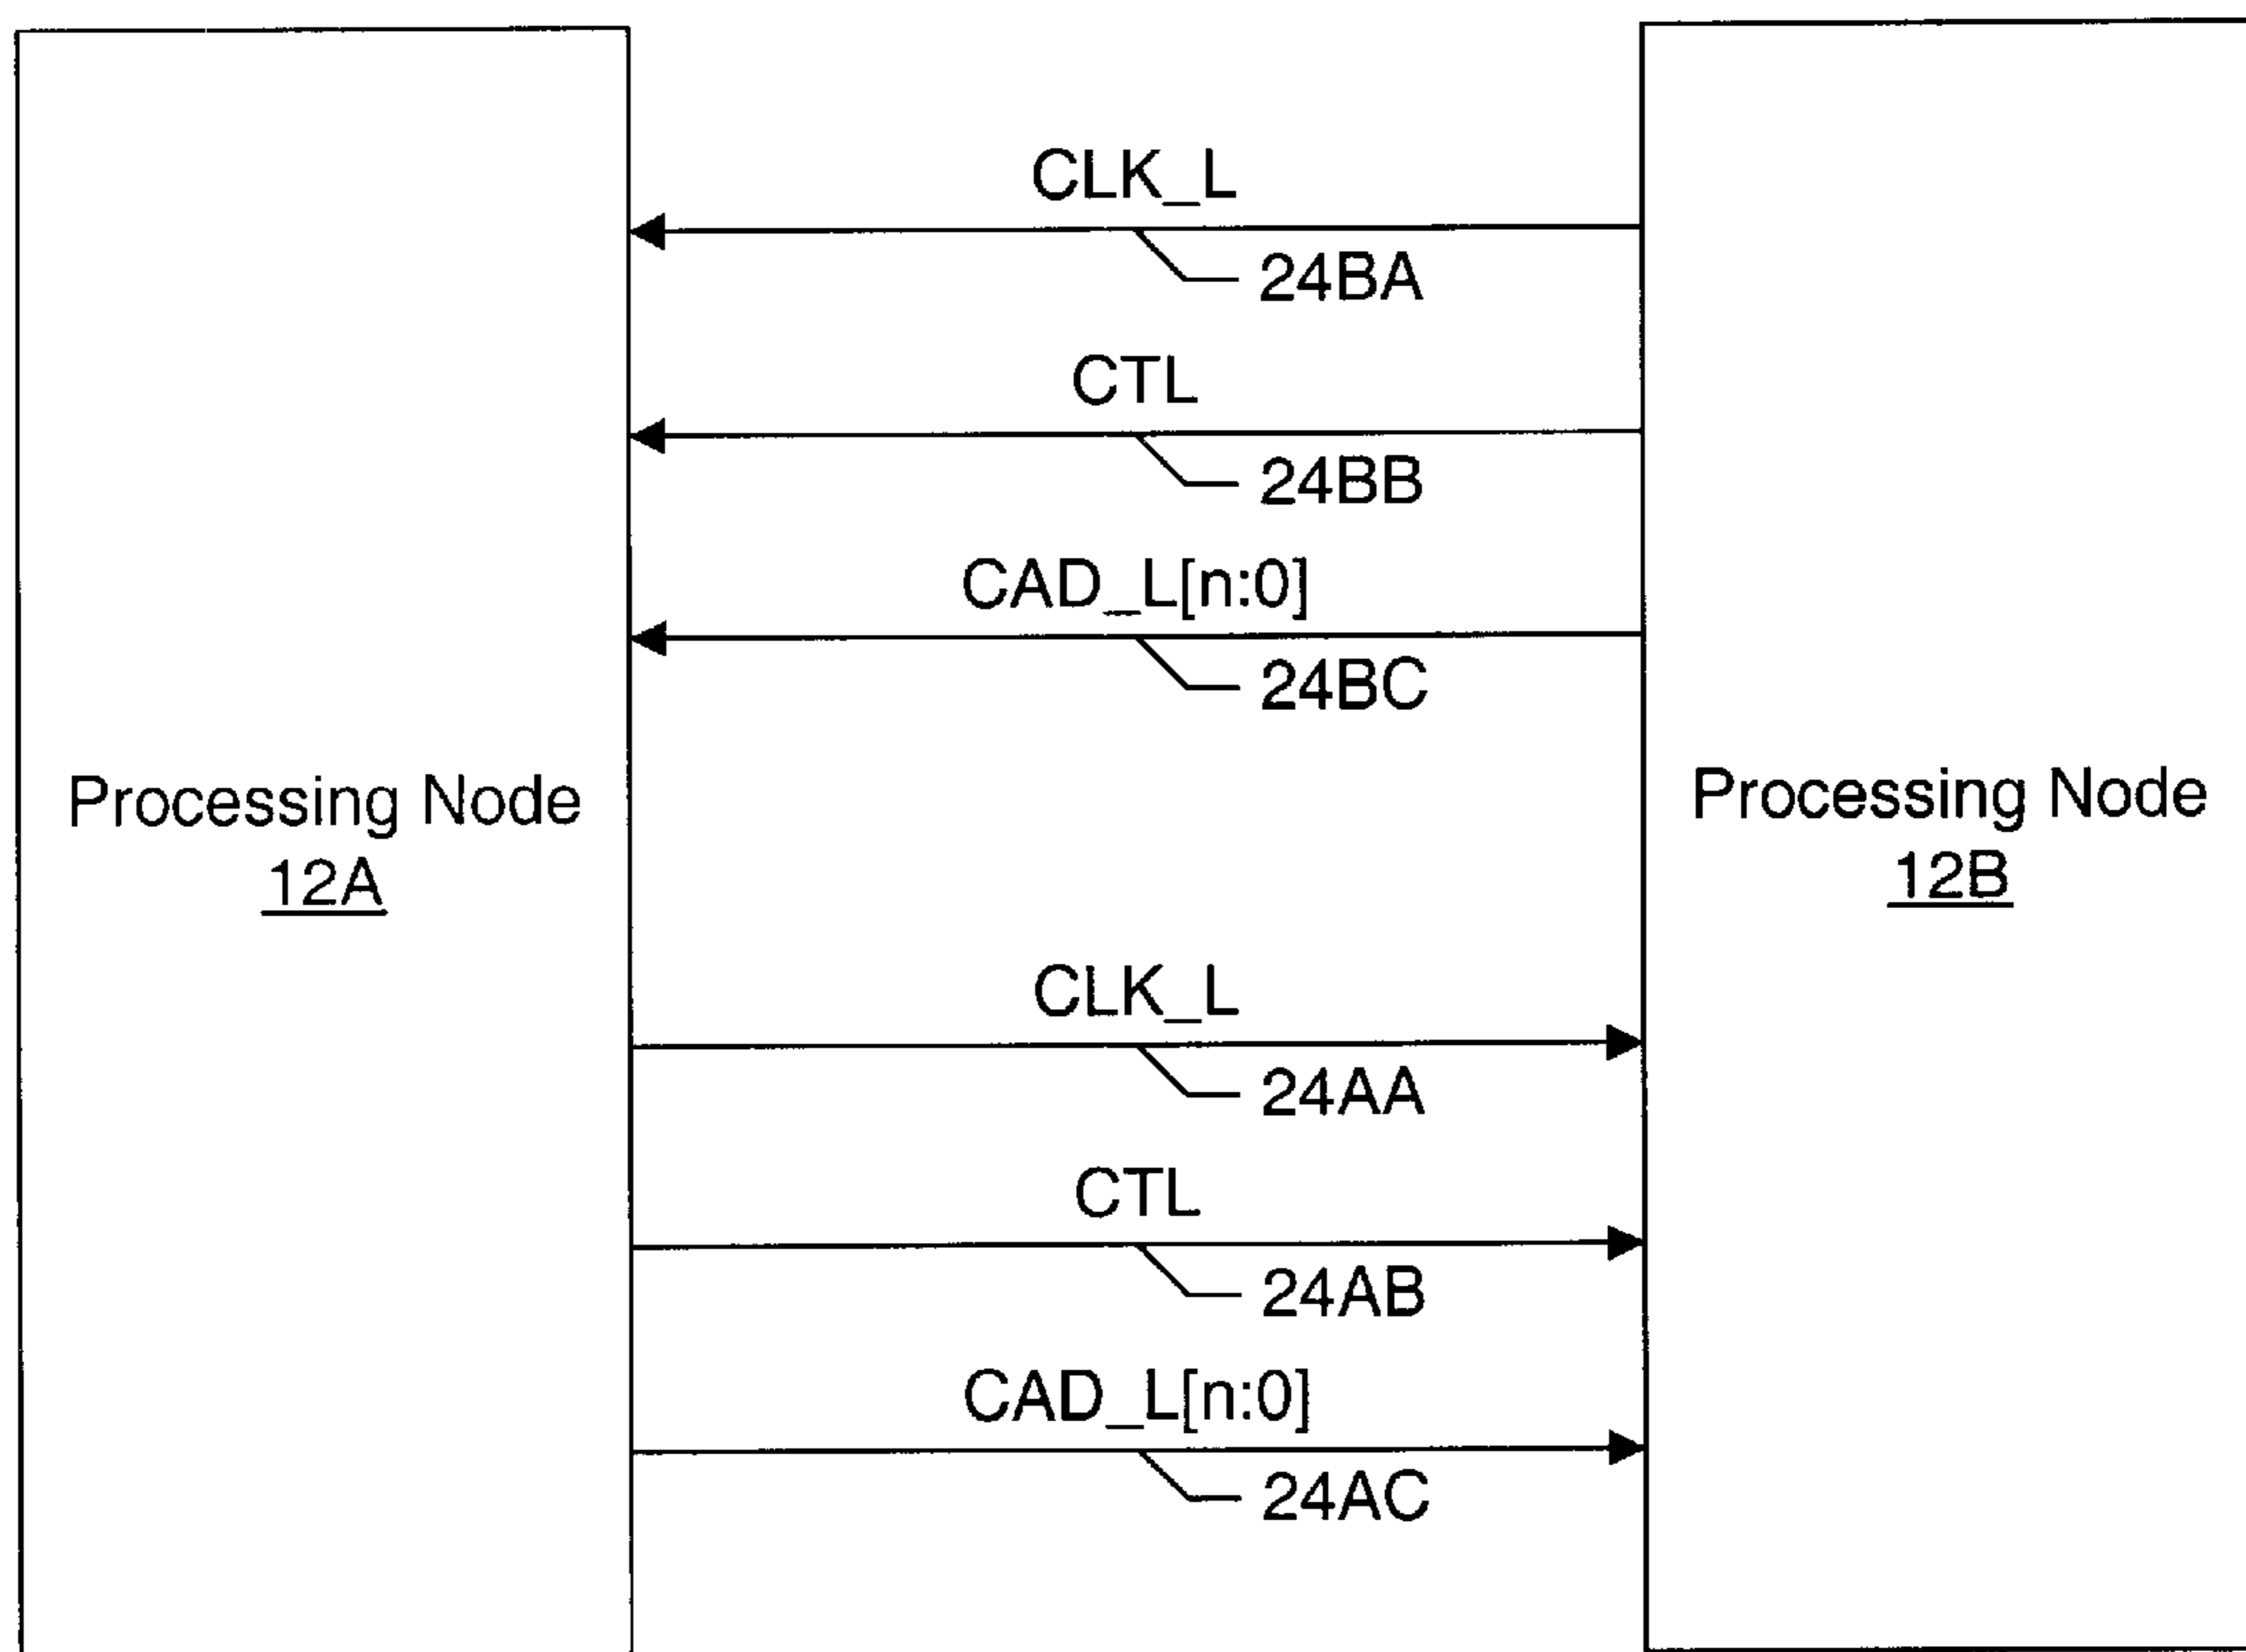 CLK_L
24BA
CTL
24BB
CAD_L[n:0]
24BC
Processing Node
12A
Processing Node
12B
CLK_L
24AA
CTL
24AB
CAD_L[n:0]
24AC